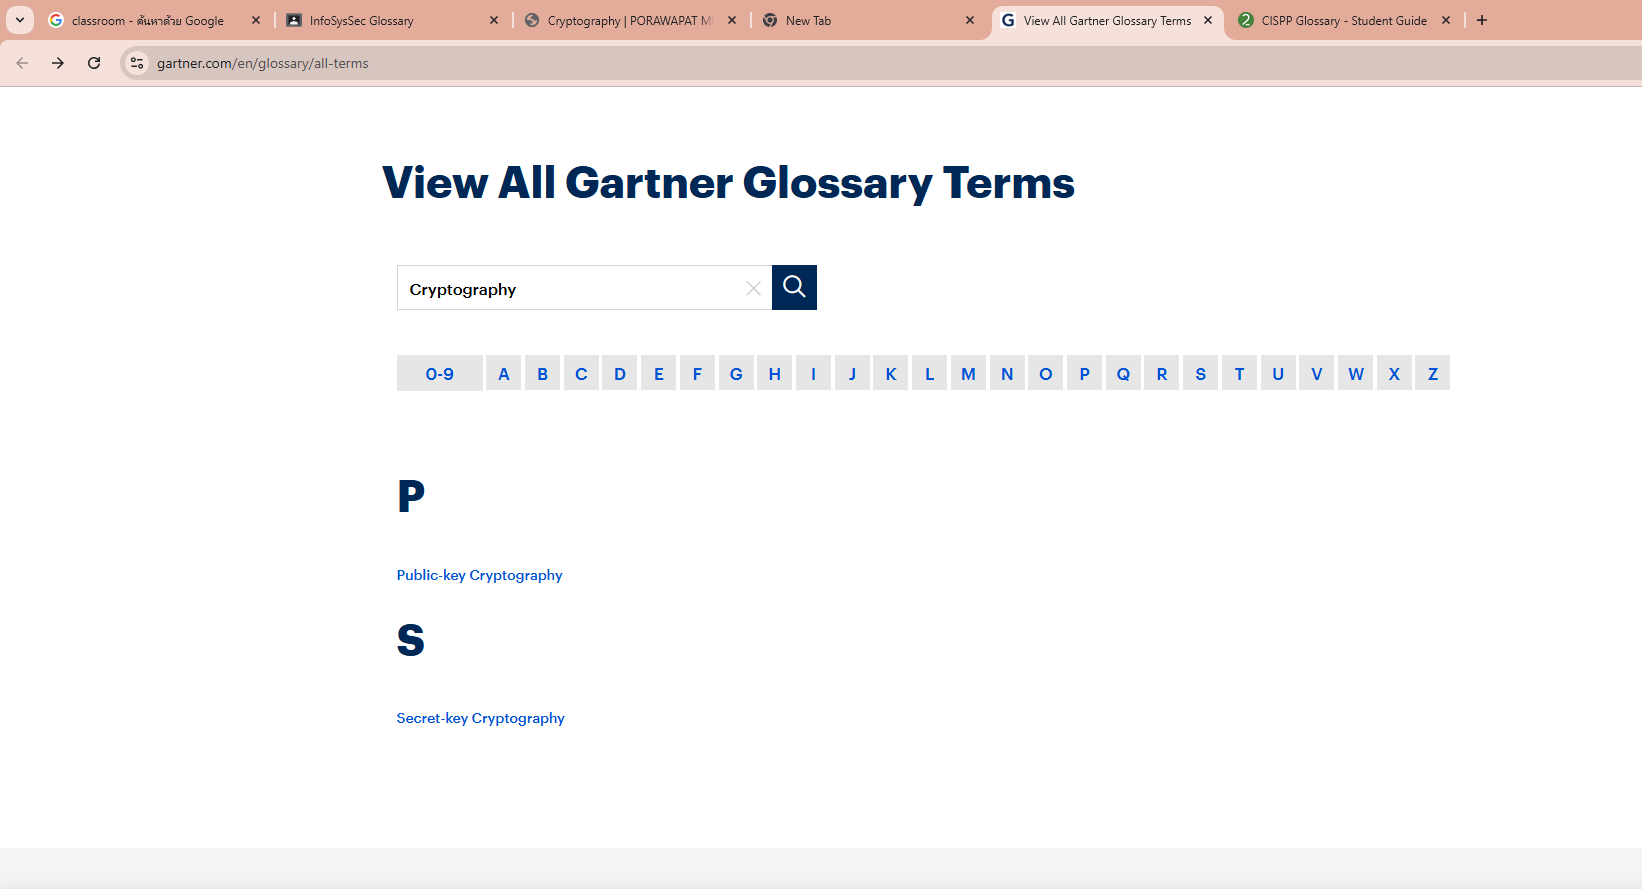 classroom - ค้นหาด้วย Google
InfoSysSec Glossary
Cryptography | PORAWAPAT
New Tab
View All Gartner Glossary Terms
CISPP Glossary - Student Guide
gartner.com/en/glossary/all-terms
View All Gartner Glossary Terms
Cryptography
0-9 A B C D E F G H I J K L M N O P Q R S T U V W X Z
P
Public-key Cryptography
S
Secret-key Cryptography